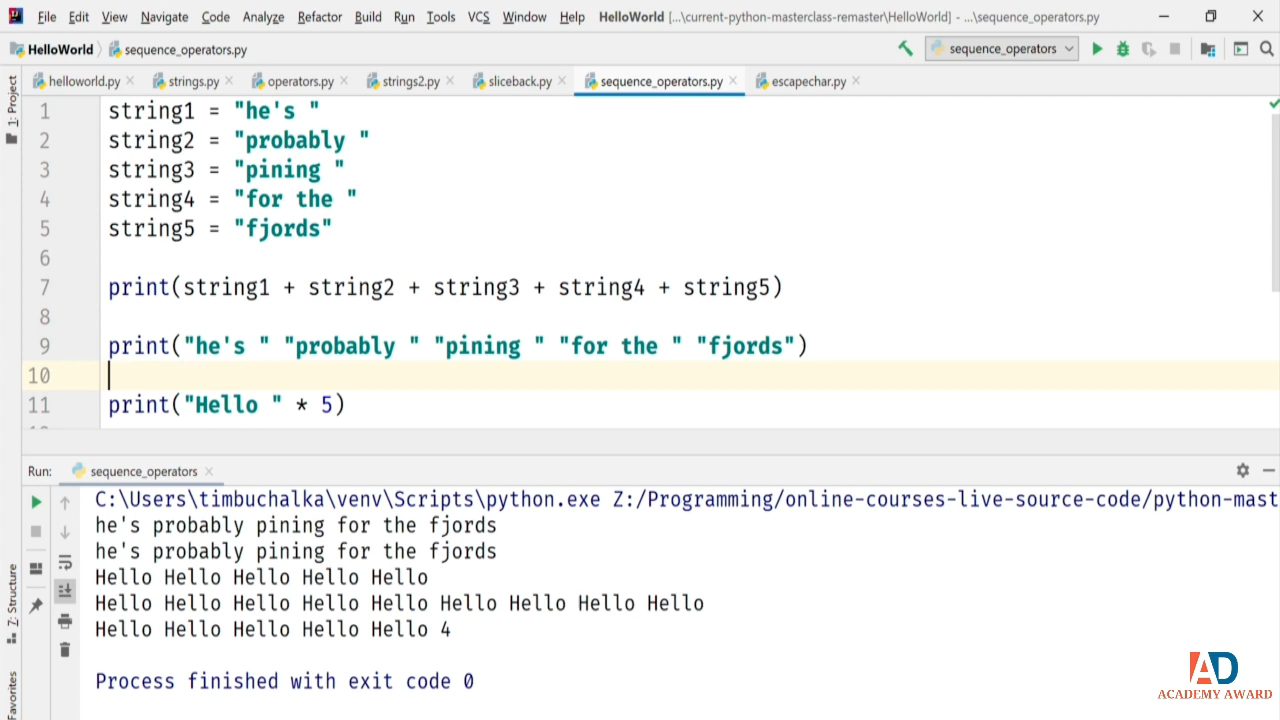 File Edit View Navigate Code Analyze Refactor Build Run Tools VCS Window Help HelloWorld [...\current-python-masterclass-remaster\HelloWorld] - ...\sequence_operators.py
HelloWorld sequence_operators.py sequence_operators
1: Project
helloworld.py strings.py operators.py strings2.py sliceback.py sequence_operators.py escapechar.py
1 string1 = "he's "
2 string2 = "probably "
3 string3 = "pining "
4 string4 = "for the "
5 string5 = "fjords"
6
7 print(string1 + string2 + string3 + string4 + string5)
8
9 print("he's " "probably " "pining " "for the " "fjords")
10
11 print("Hello " * 5)
Run: sequence_operators
C:\Users\timbuchalka\venv\Scripts\python.exe Z:/Programming/online-courses-live-source-code/python-mast
he's probably pining for the fjords
he's probably pining for the fjords
Hello Hello Hello Hello Hello
Hello Hello Hello Hello Hello Hello Hello Hello Hello
Hello Hello Hello Hello Hello 4
Process finished with exit code 0
Z: Structure
Favorites
AD
ACADEMY AWARD